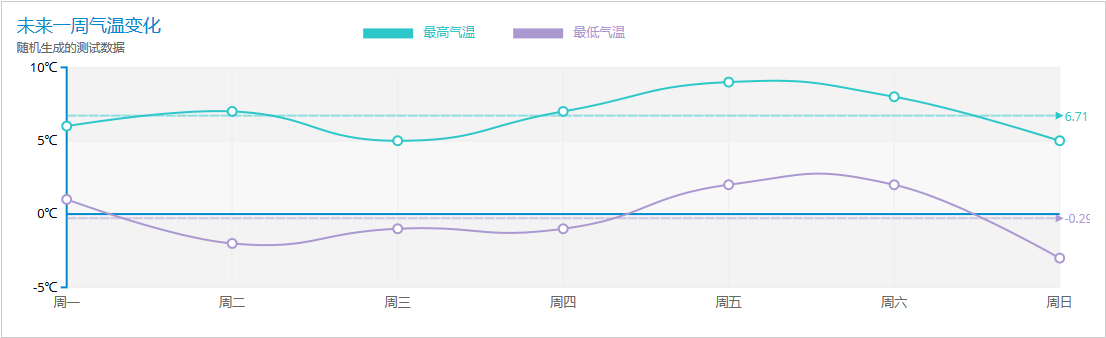 未来一周气温变化
随机生成的测试数据
最高气温 最低气温
10℃
5℃
0℃
-5℃
6.71
-0.29
周一 周二 周三 周四 周五 周六 周日